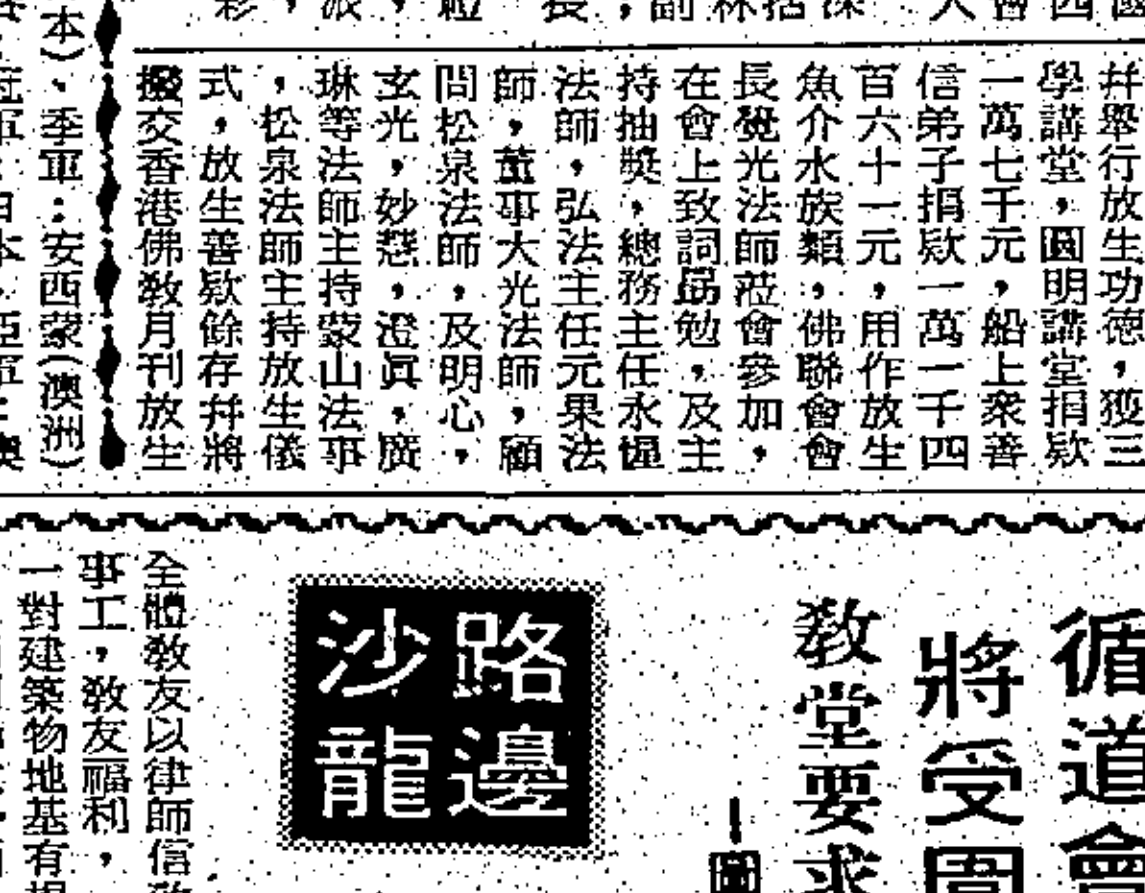 幷舉行放生功德，獲三
學講堂，圓明講堂捐欵
一萬七千元，船上衆善
信弟子捐欵一萬一千四
百六十一元，用作放生
魚介水族類，佛聯會會
長覺光法師蒞會參加，
在會上致詞勗勉，及主
持抽獎，總務主任永惺
法師，弘法主任元果法
師，董事大光法師，顧
問松泉法師，及明心，
玄光，妙慧，澄眞，廣
琳等法師主持蒙山法事
，松泉法師主持放生儀
式，放生善欵餘存幷將
撥交香港佛敎月刊放生
本)、季軍：安西蒙(澳洲)
循道會
將受
敎堂要求
路邊
沙龍
全體敎友以律師信
事工，敎友福利，
一對建築物地基有